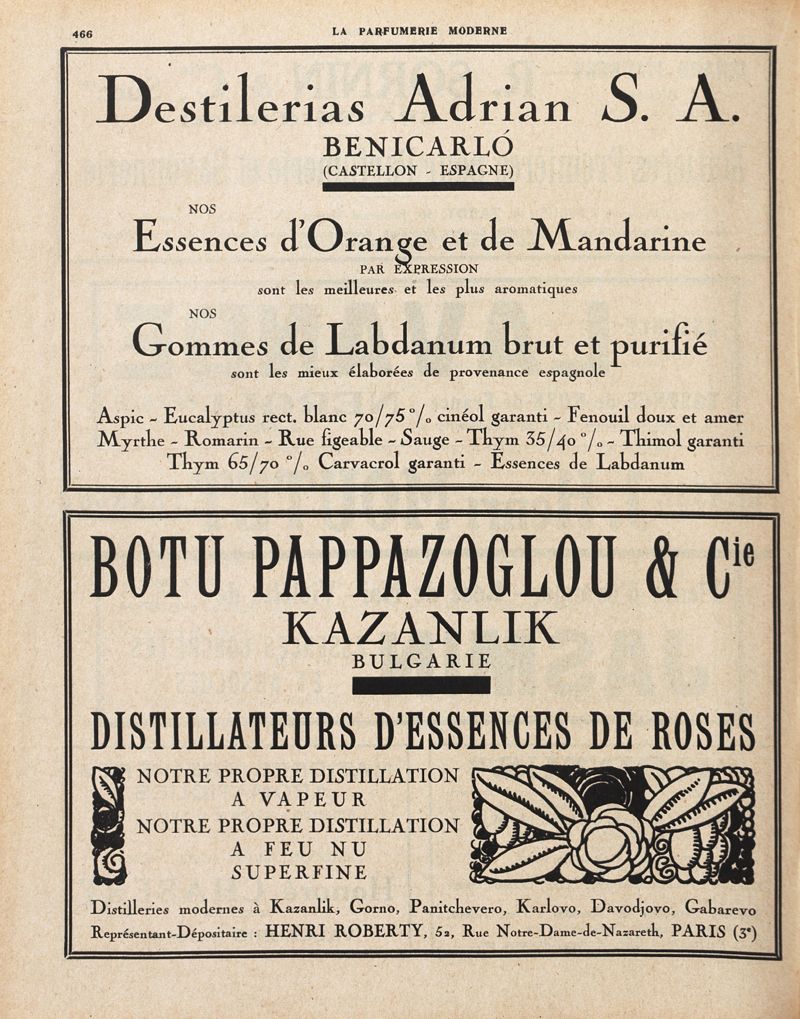 466
LA PARFUMERIE MODERNE
Destilerias Adrian S. A.
BENICARLÓ
(CASTELLON - ESPAGNE)
NOS
Essences d'Orange et de Mandarine
PAR EXPRESSION
sont les meilleures et les plus aromatiques
NOS
Gommes de Labdanum brut et purifié
sont les mieux élaborées de provenance espagnole
Aspic - Eucalyptus rect. blanc 70/75 % cinéol garanti - Fenouil doux et amer
Myrthe - Romarin - Rue figeable - Sauge - Thym 35/40 % - Thimol garanti
Thym 65/70 % Carvacrol garanti - Essences de Labdanum
BOTU PAPPAZOGLOU & Cie
KAZANLIK
BULGARIE
DISTILLATEURS D'ESSENCES DE ROSES
NOTRE PROPRE DISTILLATION
A VAPEUR
NOTRE PROPRE DISTILLATION
A FEU NU
SUPERFINE
Distilleries modernes à Kazanlik, Gorno, Panitchevero, Karlovo, Davodjovo, Gabarevo
Représentant-Dépositaire : HENRI ROBERTY, 52, Rue Notre-Dame-de-Nazareth, PARIS (3e)